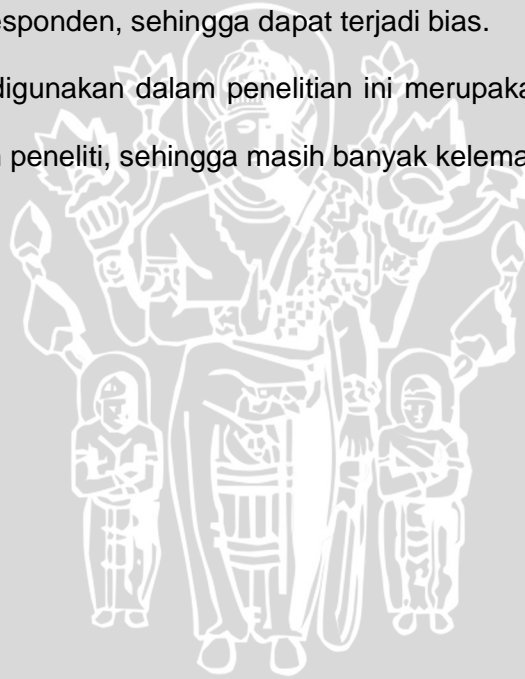 esponden, sehingga dapat terjadi bias.
digunakan dalam penelitian ini merupaka
peneliti, sehingga masih banyak kelema